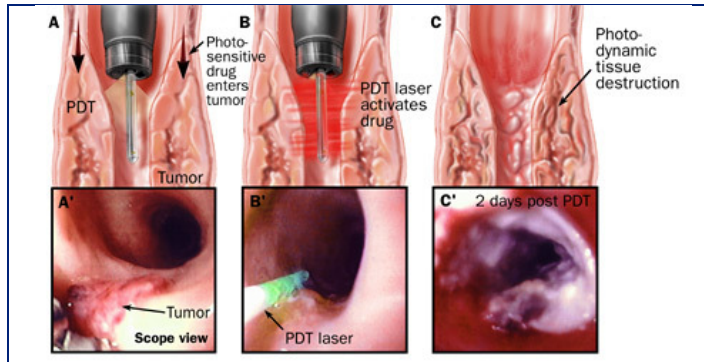 A
Photo-
sensitive
drug
enters
tumor
PDT
Tumor
B
PDT laser
activates
drug
C
Photo-
dynamic
tissue
destruction
A'
Tumor
Scope view
B'
PDT laser
C' 2 days post PDT